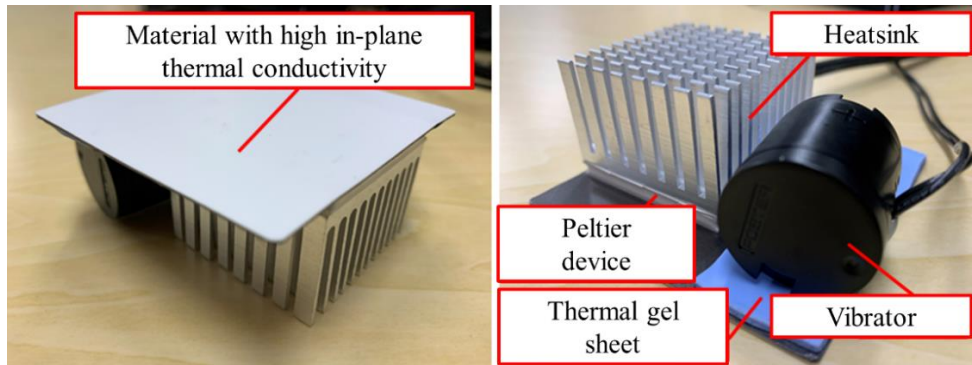 Material with high in-plane
thermal conductivity
Heatsink
Peltier
device
Thermal gel
sheet
Vibrator